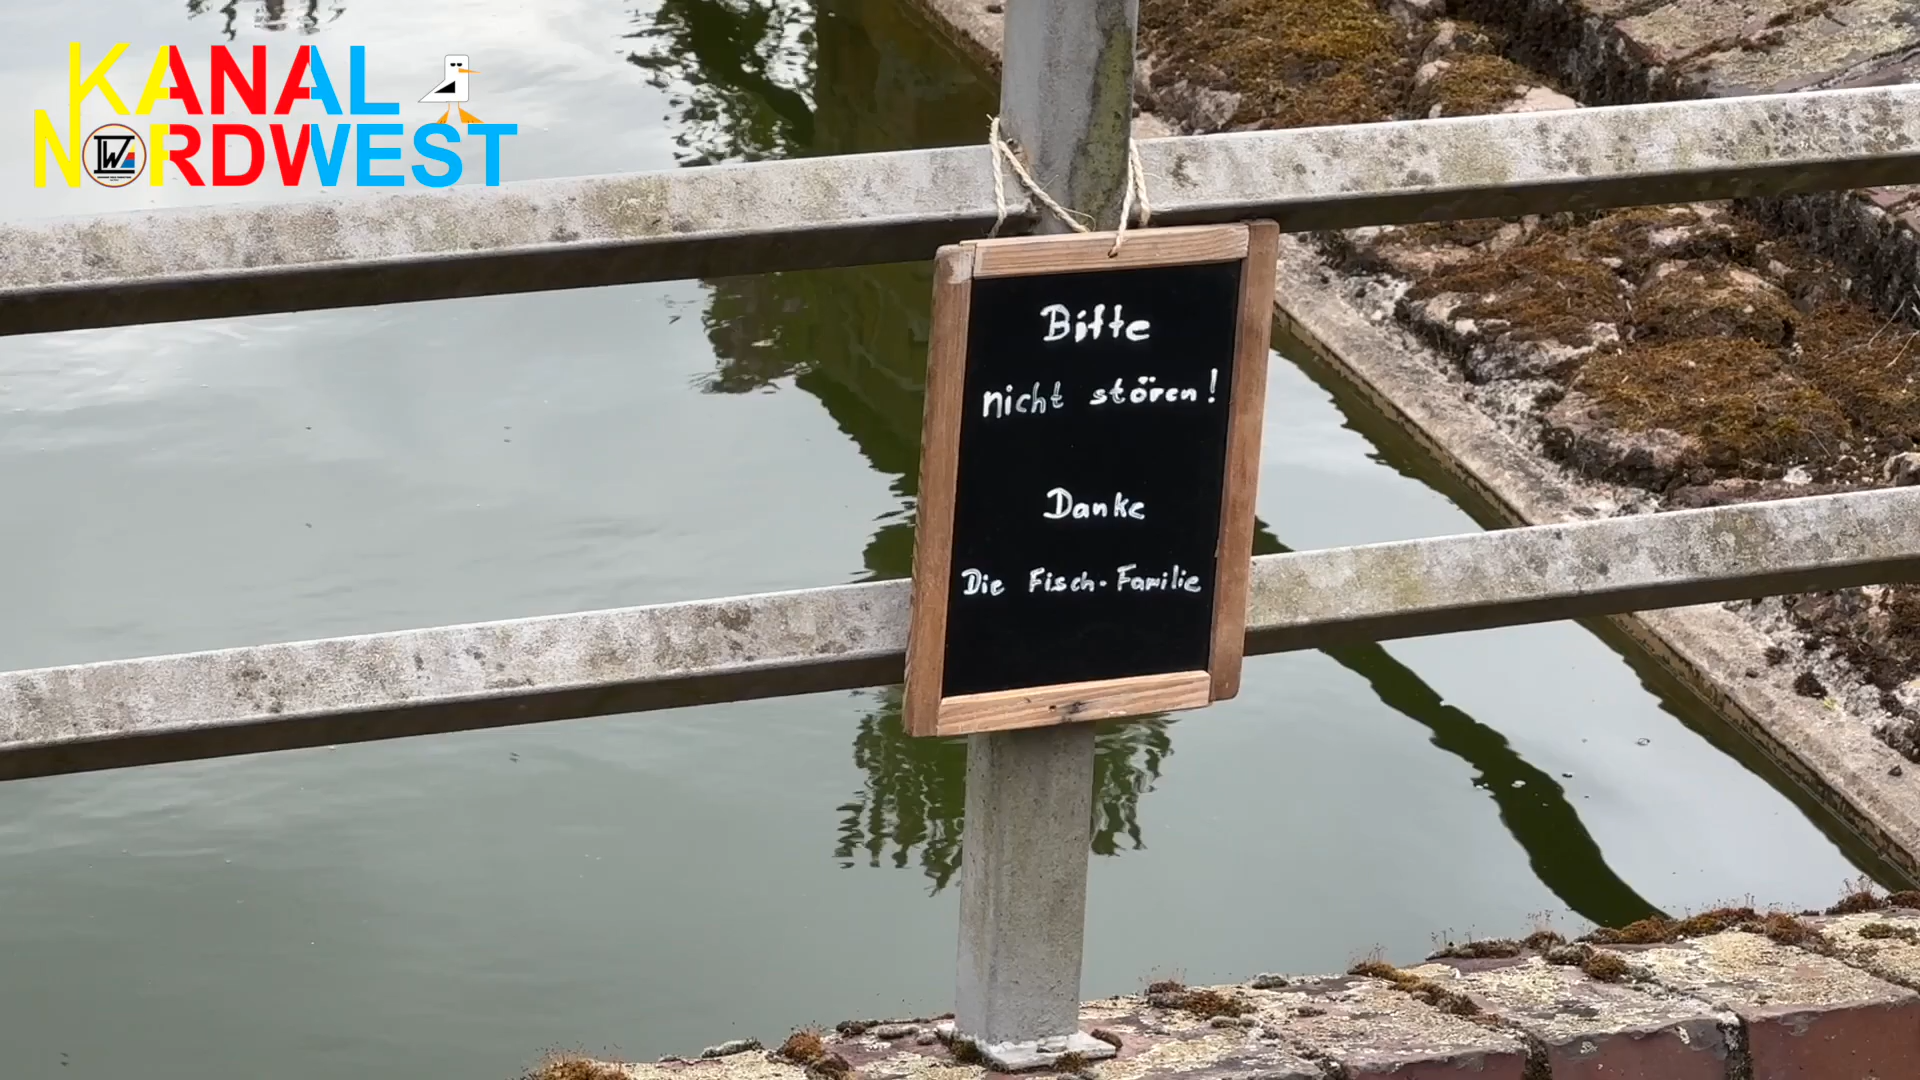 KANAL
NORDWEST
Bitte
nicht stören!
Danke
Die Fisch-Familie